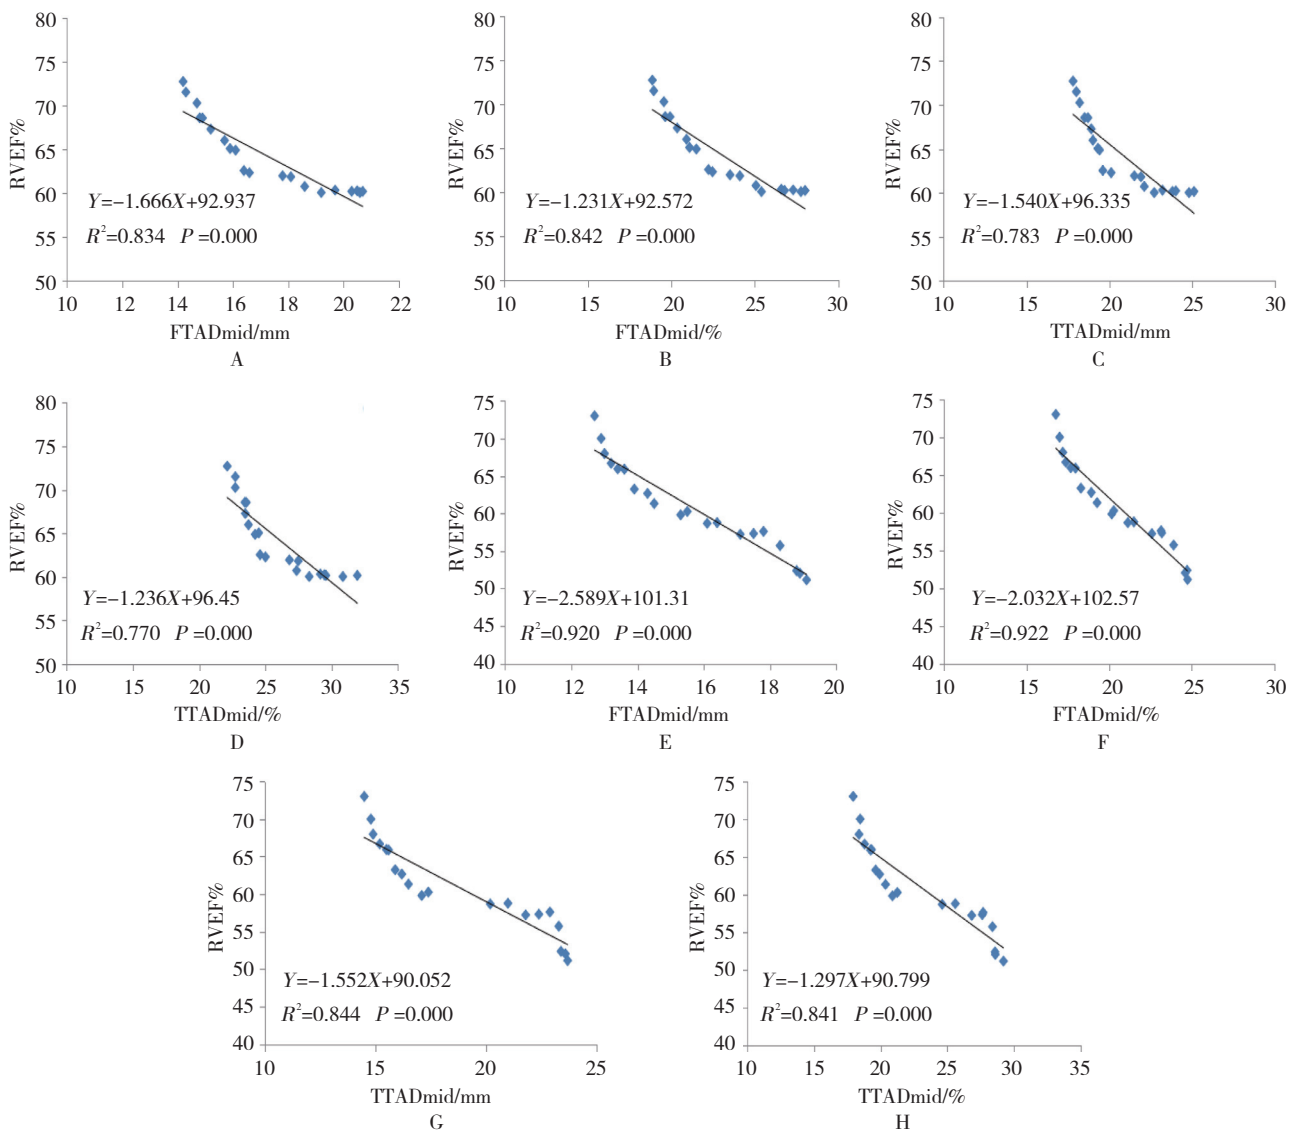 80
75
70
65
60
55
50
RVEF%
Y=−1.666X+92.937
R²=0.834 P =0.000
10 12 14 16 18 20 22
FTADmid/mm
A
80
75
70
65
60
55
50
RVEF%
Y=−1.231X+92.572
R²=0.842 P =0.000
10 15 20 25 30
FTADmid/%
B
80
75
70
65
60
55
50
RVEF%
Y=−1.540X+96.335
R²=0.783 P =0.000
10 15 20 25 30
TTADmid/mm
C
80
75
70
65
60
55
50
RVEF%
Y=−1.236X+96.45
R²=0.770 P =0.000
10 15 20 25 30 35
TTADmid/%
D
75
70
65
60
55
50
45
40
RVEF%
Y=−2.589X+101.31
R²=0.920 P =0.000
10 12 14 16 18 20
FTADmid/mm
E
75
70
65
60
55
50
45
40
RVEF%
Y=−2.032X+102.57
R²=0.922 P =0.000
10 15 20 25 30
FTADmid/%
F
75
70
65
60
55
50
45
40
RVEF%
Y=−1.552X+90.052
R²=0.844 P =0.000
10 15 20 25
TTADmid/mm
G
75
70
65
60
55
50
45
40
RVEF%
Y=−1.297X+90.799
R²=0.841 P =0.000
10 15 20 25 30 35
TTADmid/%
H